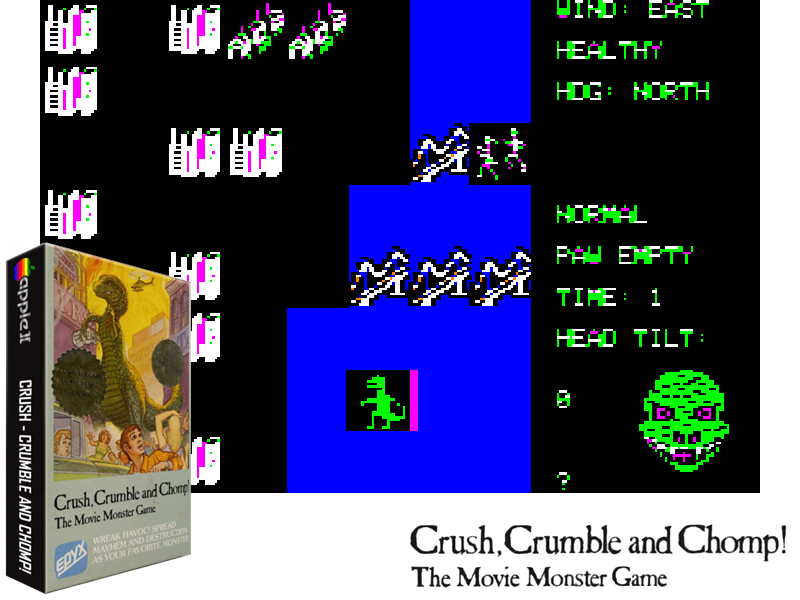 WIND: EAST
HEALTHY
HDG: NORTH
NORMAL
PAW EMPTY
TIME: 1
HEAD TILT:
0
?
apple II
CRUSH - CRUMBLE AND CHOMP!
Crush, Crumble and Chomp!
The Movie Monster Game
EPYX
WREAK HAVOC! SPREAD
MAYHEM AND DESTRUCTION
AS YOUR FAVORITE MONSTER
Crush, Crumble and Chomp!
The Movie Monster Game